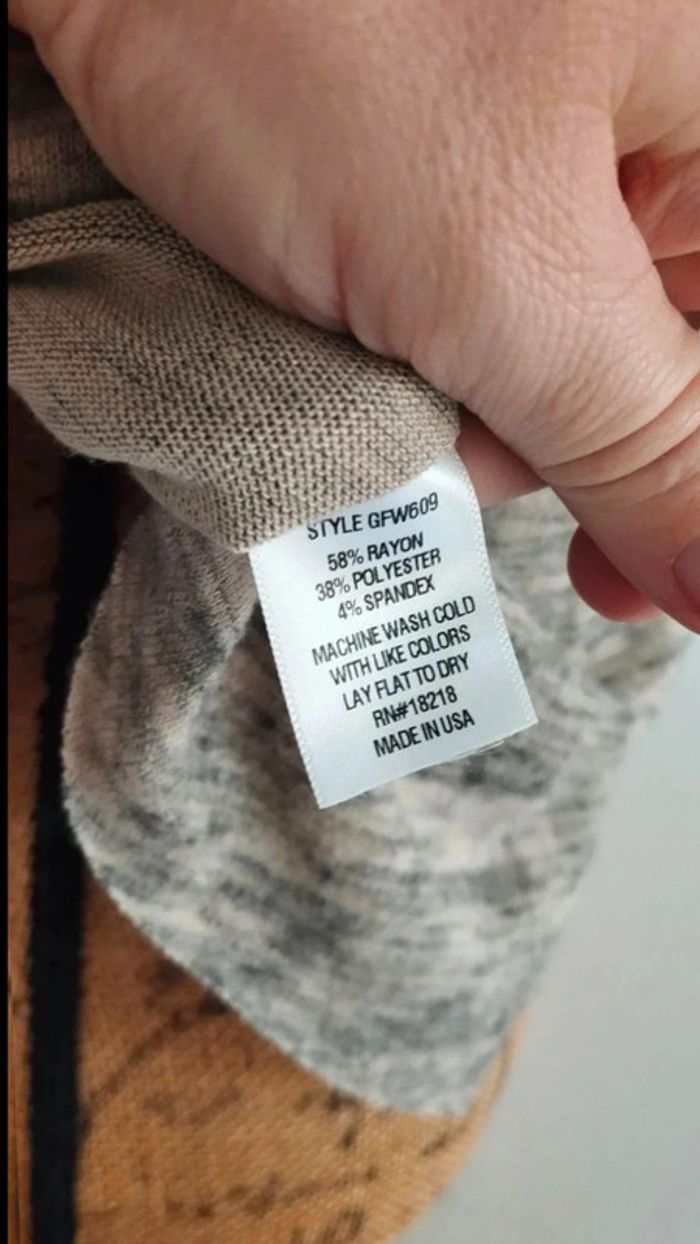 STYLE GFW609
58% RAYON
38% POLYESTER
4% SPANDEX
MACHINE WASH COLD
WITH LIKE COLORS
LAY FLAT TO DRY
RN#18218
MADE IN USA